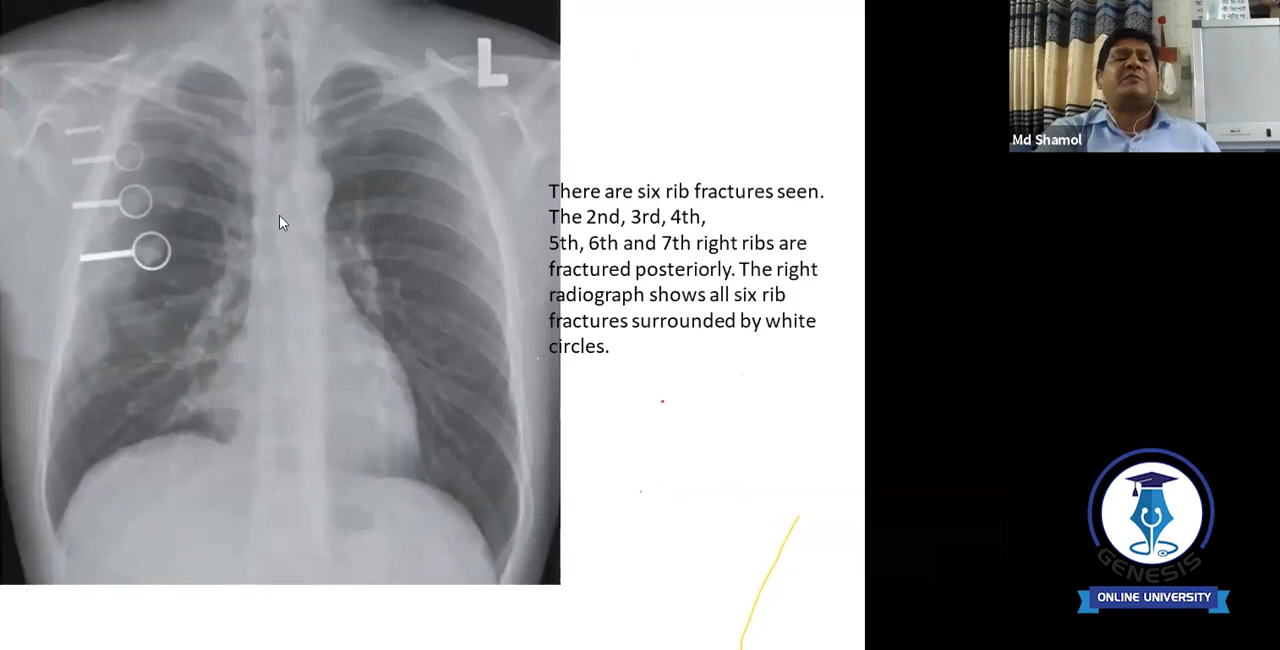 L
There are six rib fractures seen.
The 2nd, 3rd, 4th,
5th, 6th and 7th right ribs are
fractured posteriorly. The right
radiograph shows all six rib
fractures surrounded by white
circles.
Md Shamol
GENESIS
ONLINE UNIVERSITY